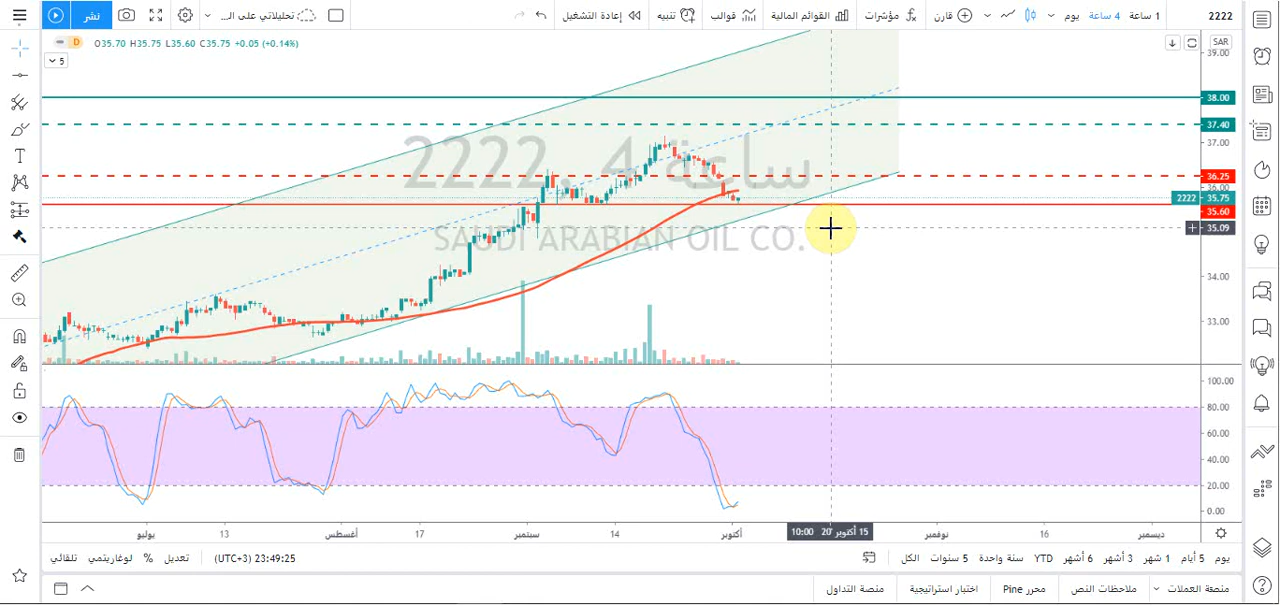 2222
1 ساعة
4 ساعة
يوم
قارن
مؤشرات
القوائم المالية
قوالب
تنبيه
إعادة التشغيل
تحليلاتي على الـ...
نشر
D O35.70 H35.75 L35.60 C35.75 +0.05 (+0.14%)
5
SAR
39.00
38.00
37.40
37.00
36.25
36.00
2222 35.75
35.60
35.09
34.00
33.00
2222. 4 ساعة
SAUDI ARABIAN OIL CO.
100.00
80.00
60.00
40.00
20.00
0.00
يوليو
13
أغسطس
17
سبتمبر
14
أكتوبر
15 أكتوبر '20 10:00
نوفمبر
16
ديسمبر
يوم
5 أيام
1 شهر
3 أشهر
6 أشهر
YTD
سنة واحدة
5 سنوات
الكل
23:49:25 (UTC+3)
تعديل
%
لوغاريتمي
تلقائي
منصة العملات
ملاحظات النص
محرر Pine
اختبار استراتيجية
منصة التداول